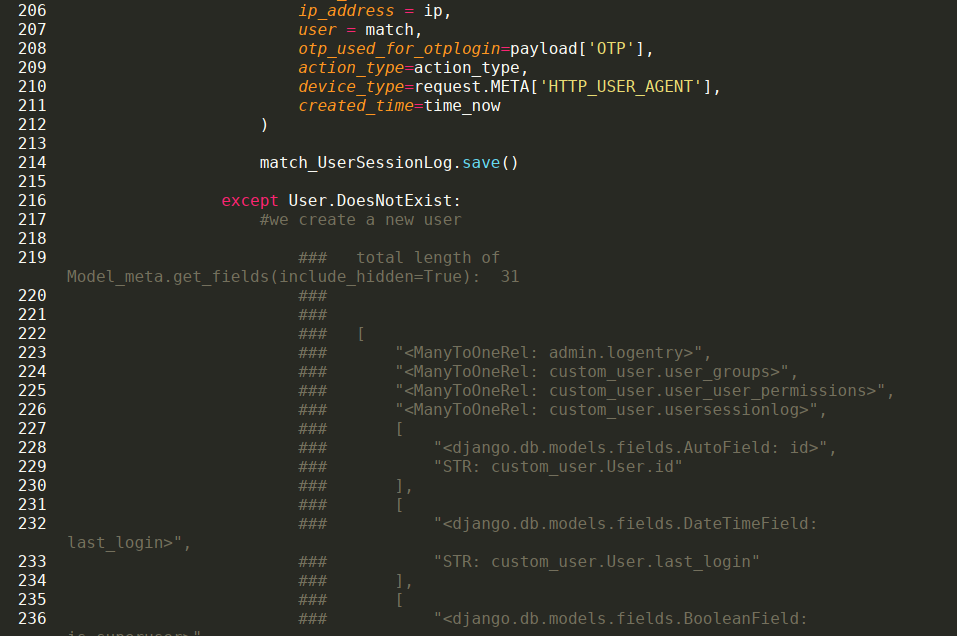 206 ip_address = ip,
207 user = match,
208 otp_used_for_otplogin=payload['OTP'],
209 action_type=action_type,
210 device_type=request.META['HTTP_USER_AGENT'],
211 created_time=time_now
212 )
213
214 match_UserSessionLog.save()
215
216 except User.DoesNotExist:
217 #we create a new user
218
219 ### total length of
Model_meta.get_fields(include_hidden=True): 31
220 ###
221 ###
222 ### [
223 ### "<ManyToOneRel: admin.logentry>",
224 ### "<ManyToOneRel: custom_user.user_groups>",
225 ### "<ManyToOneRel: custom_user.user_user_permissions>",
226 ### "<ManyToOneRel: custom_user.usersessionlog>",
227 ### [
228 ### "<django.db.models.fields.AutoField: id>",
229 ### "STR: custom_user.User.id"
230 ### ],
231 ### [
232 ### "<django.db.models.fields.DateTimeField:
last_login>",
233 ### "STR: custom_user.User.last_login"
234 ### ],
235 ### [
236 ### "<django.db.models.fields.BooleanField:
is_superuser>"